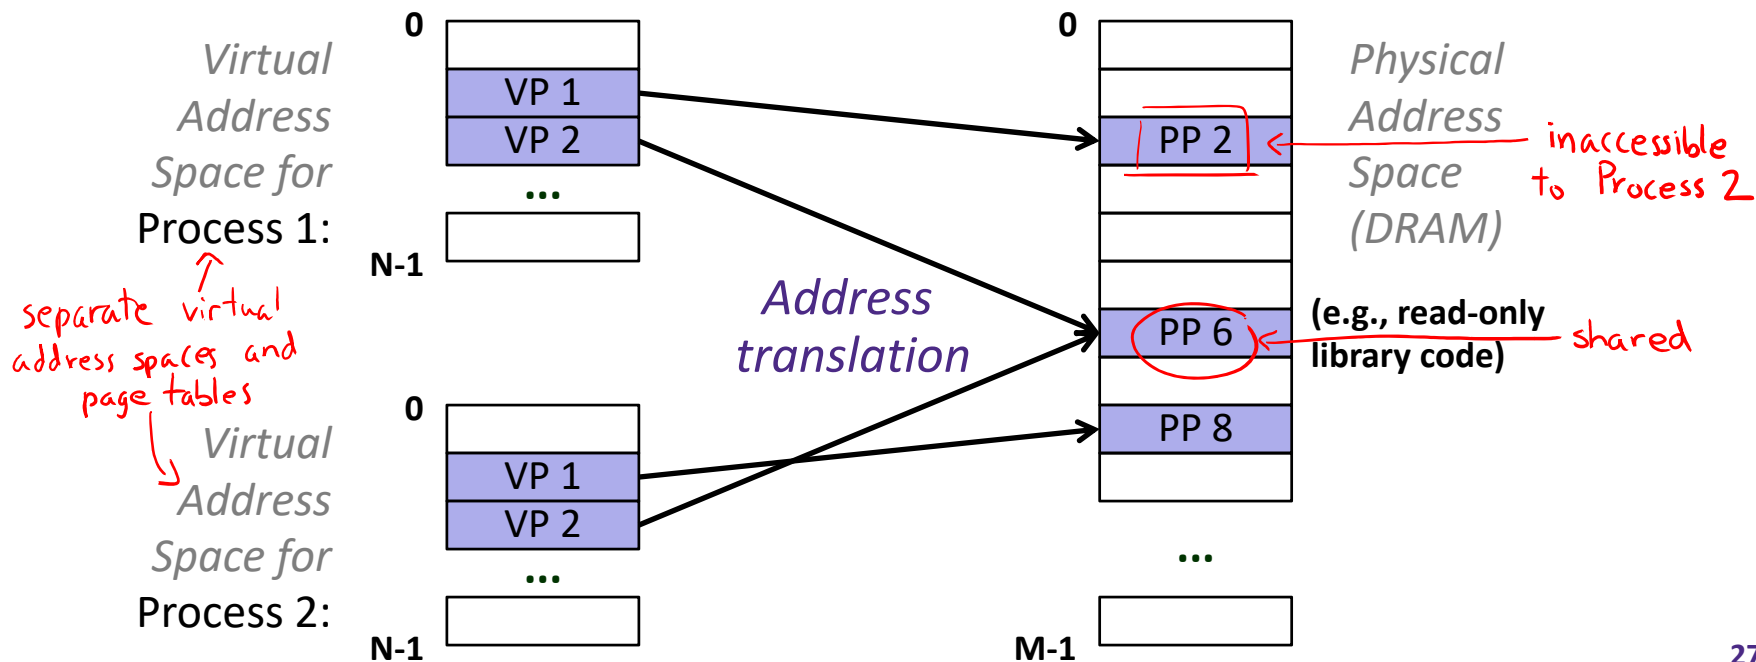 0
Virtual
Address
Space for
Process 1:
VP 1
VP 2
...
N-1
separate virtual
address spaces and
page tables
0
Virtual
Address
Space for
Process 2:
VP 1
VP 2
...
N-1
Address
translation
0
PP 2
PP 6
PP 8
...
M-1
Physical
Address
Space
(DRAM)
inaccessible
to Process 2
(e.g., read-only
library code)
shared
27